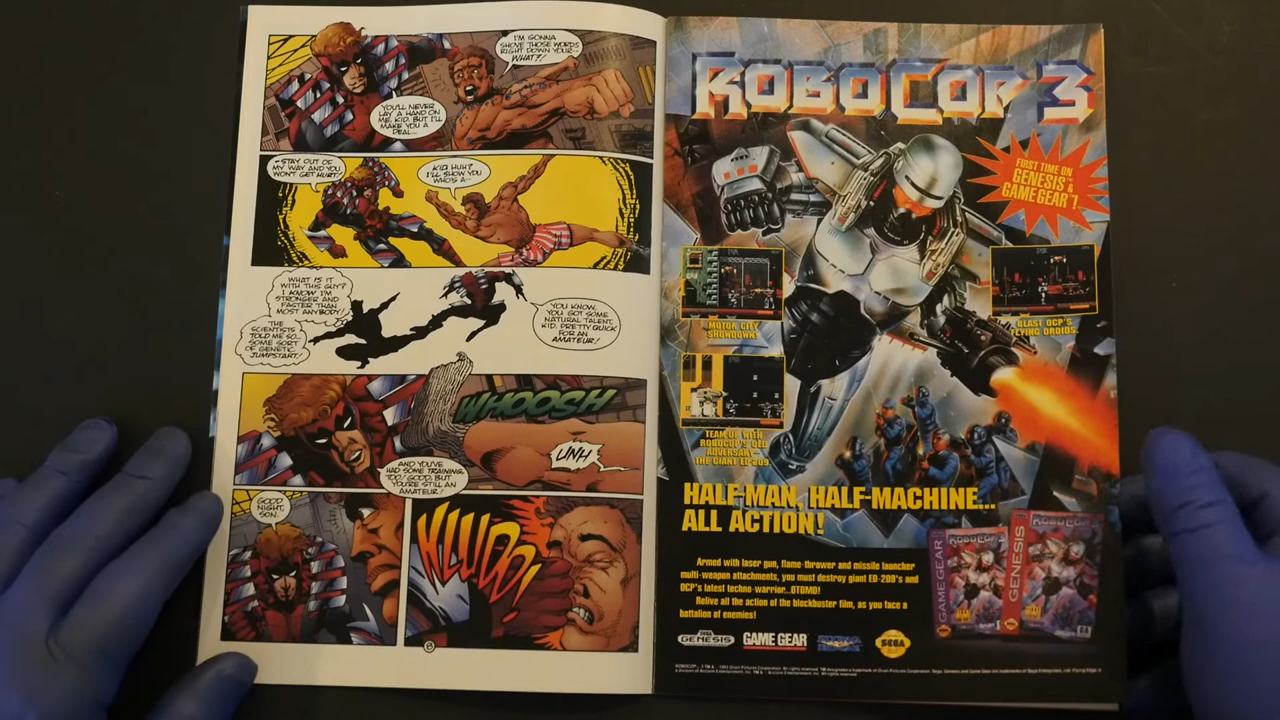 I'M GONNA
SHOVE THOSE WORDS
RIGHT DOWN YOUR--
WHAT?!
YOU'LL NEVER
LAY A HAND ON
ME, KID. BUT I'LL
MAKE YOU A
DEAL...
--STAY OUT OF
MY WAY AND YOU
WON'T GET HURT!
KID, HUH?
I'LL SHOW YOU
WHO'S A--
WHAT IS IT
WITH THIS GUY?
I KNOW I'M
STRONGER AND
FASTER THAN
MOST ANYBODY!
THE
SCIENTISTS
TOLD ME SO...
SOME SORT
OF GENETIC
JUMPSTART!
YOU KNOW,
YOU GOT SOME
NATURAL TALENT,
KID. PRETTY QUICK
FOR AN
AMATEUR!
WHOOSH
UNH
AND YOU'VE
HAD SOME TRAINING,
TOO! GOOD, BUT
YOU'RE STILL AN
AMATEUR!
GOOD
NIGHT,
SON.
KLUDD!
8
ROBOCOP 3
FIRST TIME ON
GENESIS™ &
GAME GEAR™!
MOTOR CITY
SHOWDOWN.
BLAST OCP'S
FLYING DROIDS.
TEAM UP WITH
ROBOCOP'S OLD
ADVERSARY--
THE GIANT ED-209.
HALF-MAN, HALF-MACHINE...
ALL ACTION!
Armed with laser gun, flame-thrower and missile launcher
multi-weapon attachments, you must destroy giant ED-209's and
OCP's latest techno-warrior...OTOMO!
Relive all the action of the blockbuster film, as you face a
battalion of enemies!
GAME GEAR
ROBOCOP 3
GENESIS
ROBOCOP 3
SEGA
GENESIS
GAME GEAR
SEGA